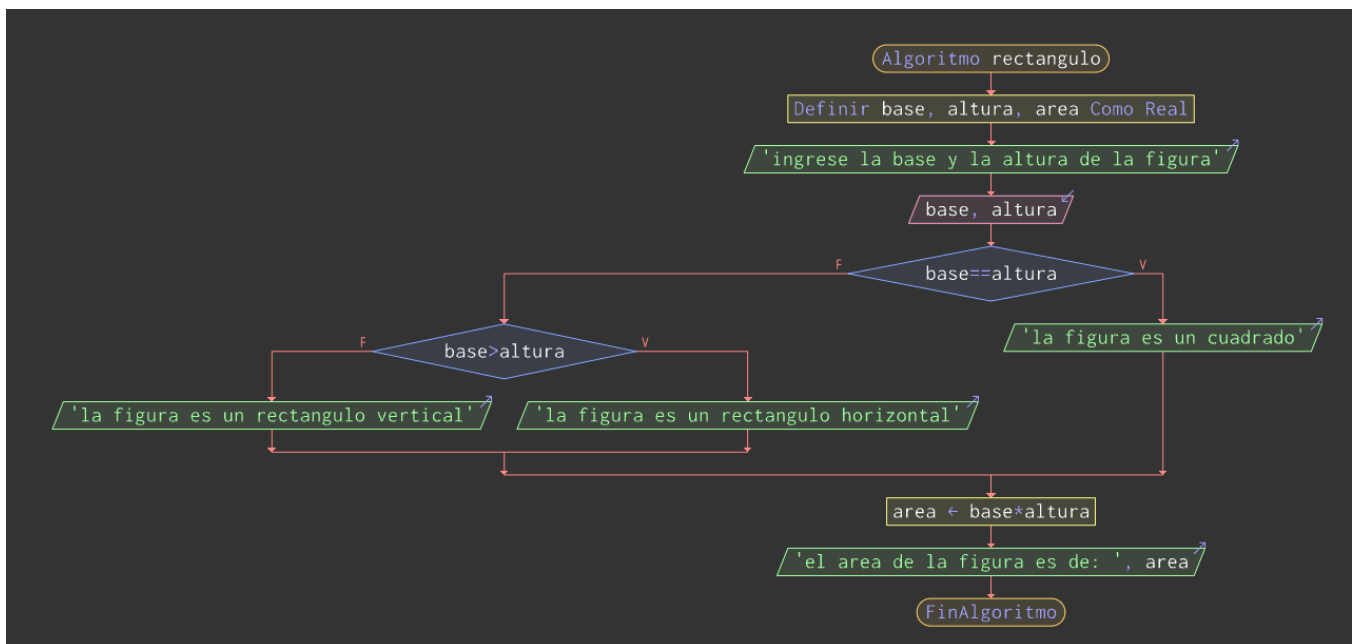 Algoritmo rectangulo
Definir base, altura, area Como Real
'ingrese la base y la altura de la figura'
base, altura
base==altura
F
V
base>altura
F
V
'la figura es un cuadrado'
'la figura es un rectangulo vertical'
'la figura es un rectangulo horizontal'
area ← base*altura
'el area de la figura es de: ', area
FinAlgoritmo